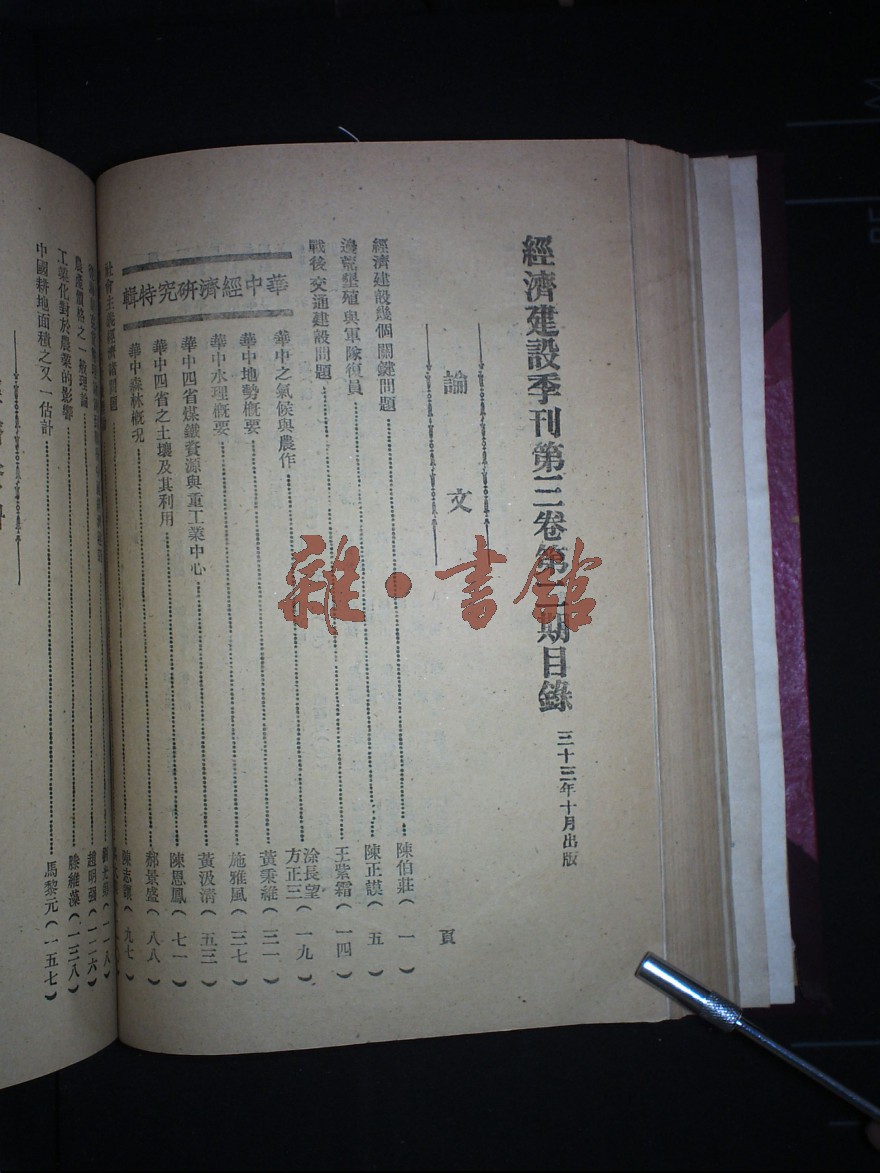 經濟建設季刊第三卷第二期目錄 三十三年十月出版
論文
頁
經濟建設幾個關鍵問題……陳伯莊(一)
邊荒墾殖與軍隊復員……陳正謨(五)
戰後交通建設問題……王紫霜(一四)
華中經濟研究特輯
華中之氣候與農作……涂長望 方正三(一九)
華中地勢概要……黃秉維(三一)
華中水理概要……施雅風(三七)
華中四省煤鐵資源與重工業中心……黃汲清(五三)
華中四省之土壤及其利用……陳恩鳳(七一)
華中森林概況……郝景盛(八八)
社會主義經濟諸問題……陳志讓(九七)
(一一八)
農產價格之一般理論……趙明强(一二六)
工業化對於農業的影響……滕維藻(一三八)
中國耕地面積之又一估計……馬黎元(一五七)
雜·書館